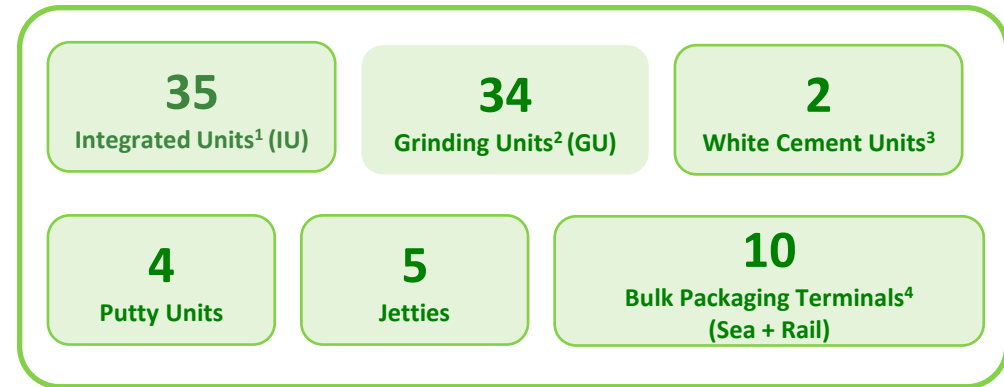 35
Integrated Units¹ (IU)
34
Grinding Units² (GU)
2
White Cement Units³
4
Putty Units
5
Jetties
10
Bulk Packaging Terminals⁴
(Sea + Rail)